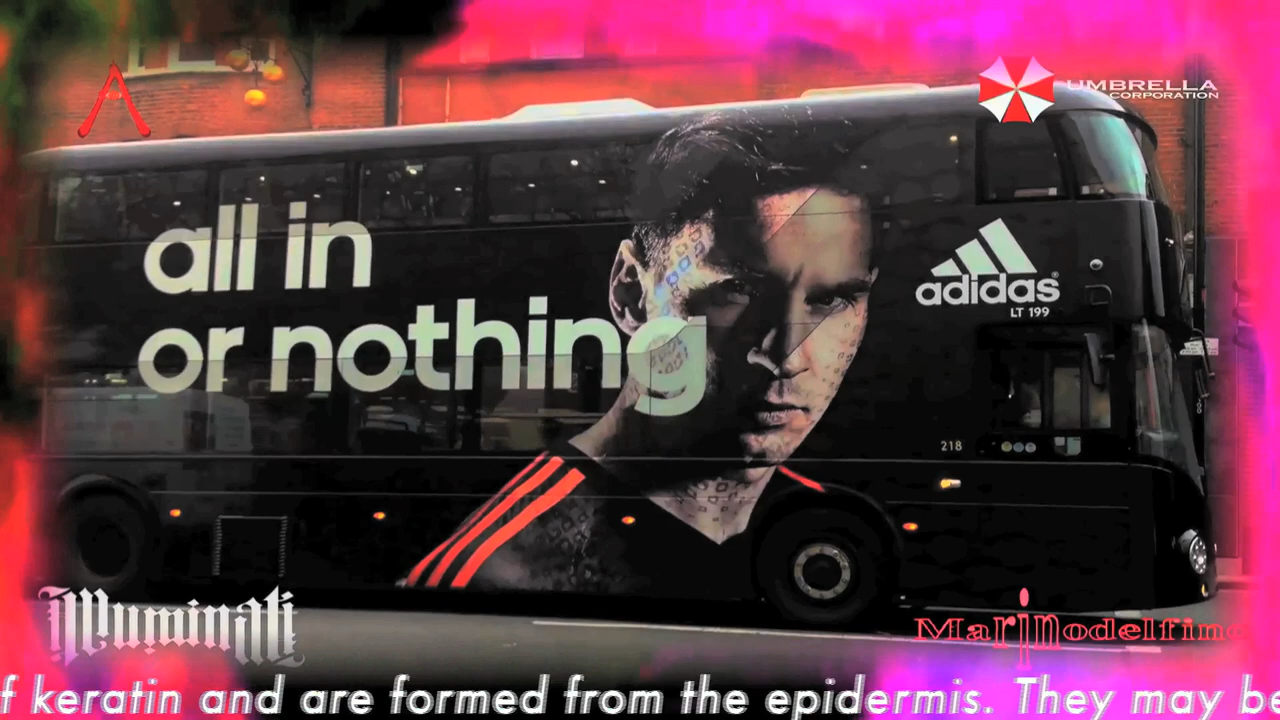 UMBRELLA
CORPORATION
all in
or nothing
adidas
LT 199
218
Illuminati
Marinodelfino
f keratin and are formed from the epidermis. They may be